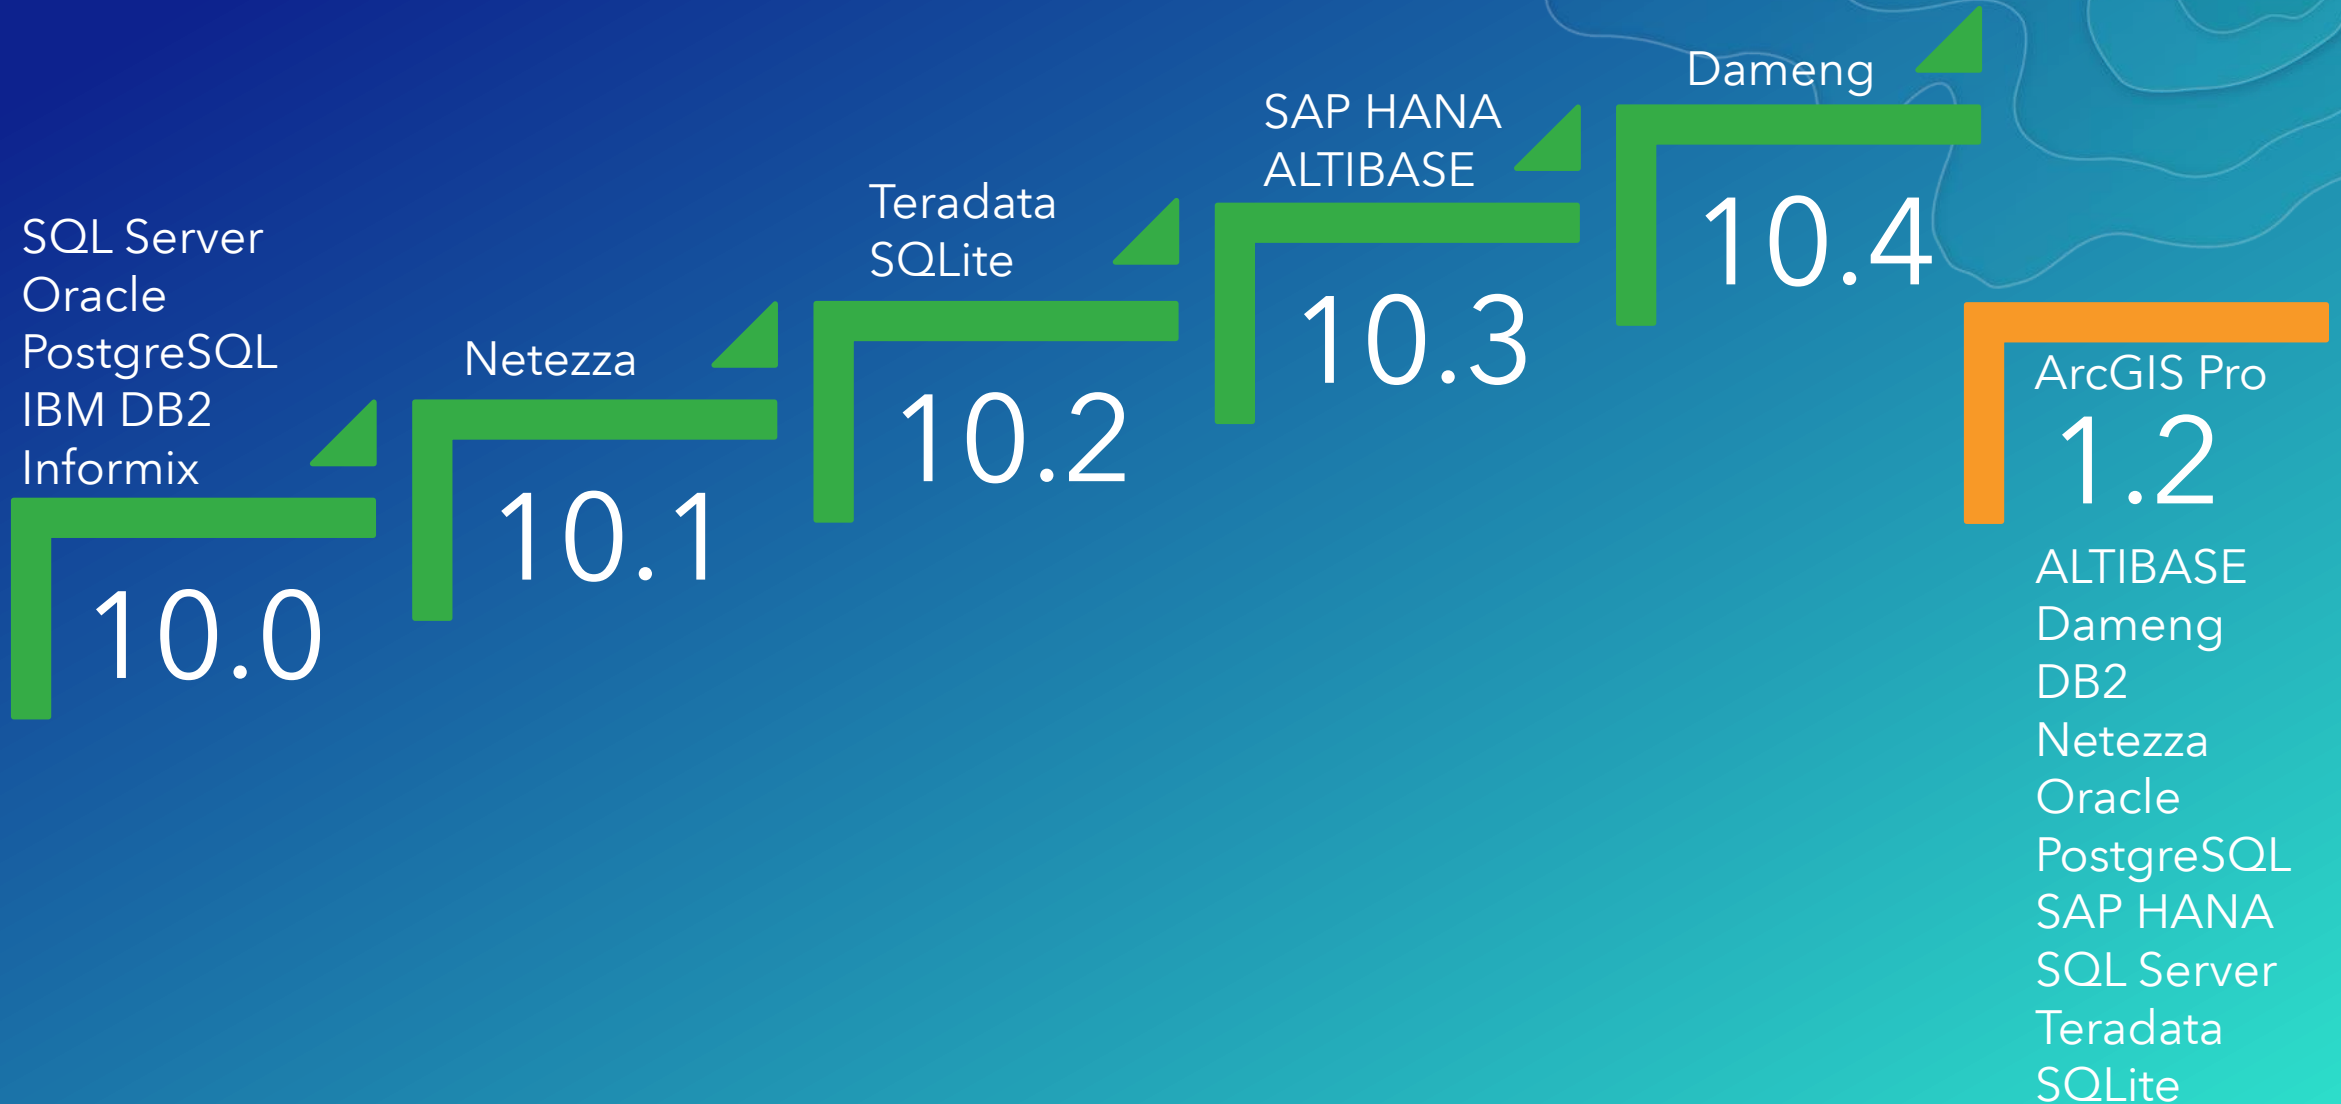 SQL Server
Oracle
PostgreSQL
IBM DB2
Informix
10.0
Netezza
10.1
Teradata
SQLite
10.2
SAP HANA
ALTIBASE
10.3
Dameng
10.4
ArcGIS Pro
1.2
ALTIBASE
Dameng
DB2
Netezza
Oracle
PostgreSQL
SAP HANA
SQL Server
Teradata
SQLite